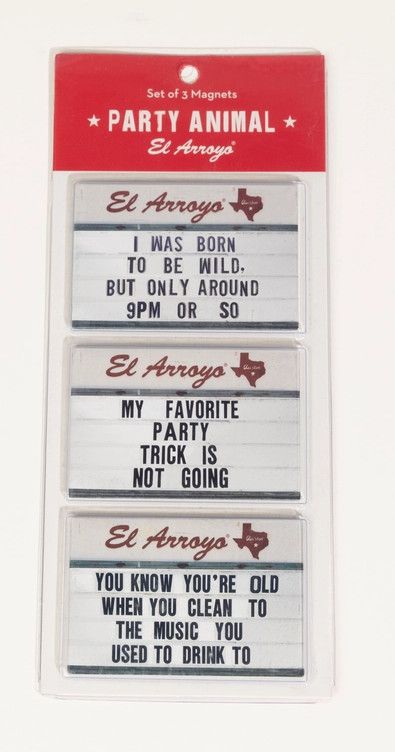 Set of 3 Magnets
★ PARTY ANIMAL ★
El Arroyo®
El Arroyo®
I WAS BORN
TO BE WILD,
BUT ONLY AROUND
9PM OR SO
El Arroyo®
MY FAVORITE
PARTY
TRICK IS
NOT GOING
El Arroyo®
YOU KNOW YOU'RE OLD
WHEN YOU CLEAN TO
THE MUSIC YOU
USED TO DRINK TO